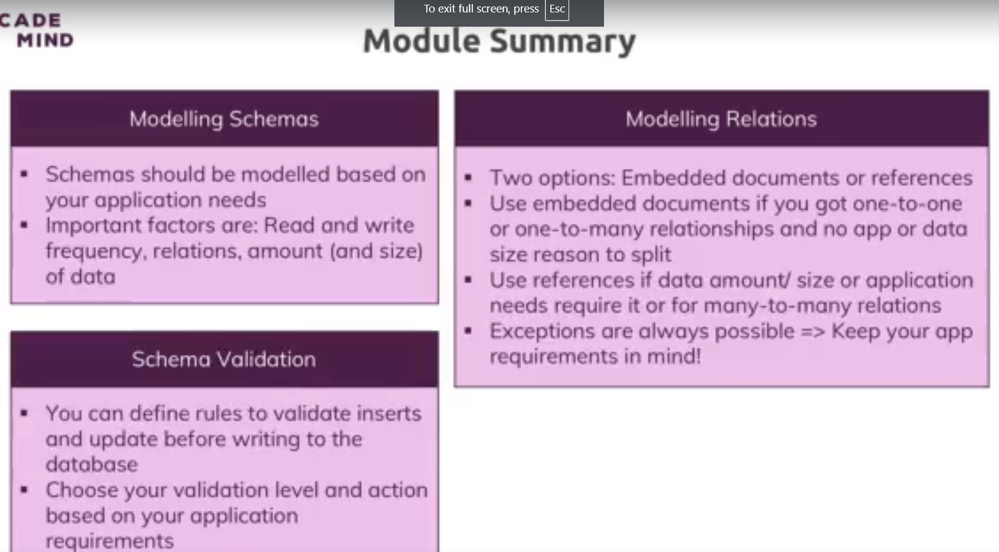 To exit full screen, press Esc
CADE
MIND
Module Summary
Modelling Schemas
▪ Schemas should be modelled based on
your application needs
▪ Important factors are: Read and write
frequency, relations, amount (and size)
of data
Schema Validation
▪ You can define rules to validate inserts
and update before writing to the
database
▪ Choose your validation level and action
based on your application
requirements
Modelling Relations
▪ Two options: Embedded documents or references
▪ Use embedded documents if you got one-to-one
or one-to-many relationships and no app or data
size reason to split
▪ Use references if data amount/ size or application
needs require it or for many-to-many relations
▪ Exceptions are always possible => Keep your app
requirements in mind!